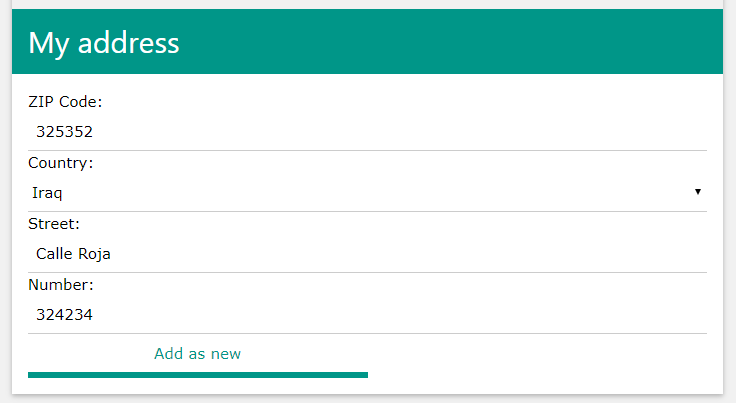 My address
ZIP Code:
325352
Country:
Iraq
Street:
Calle Roja
Number:
324234
Add as new